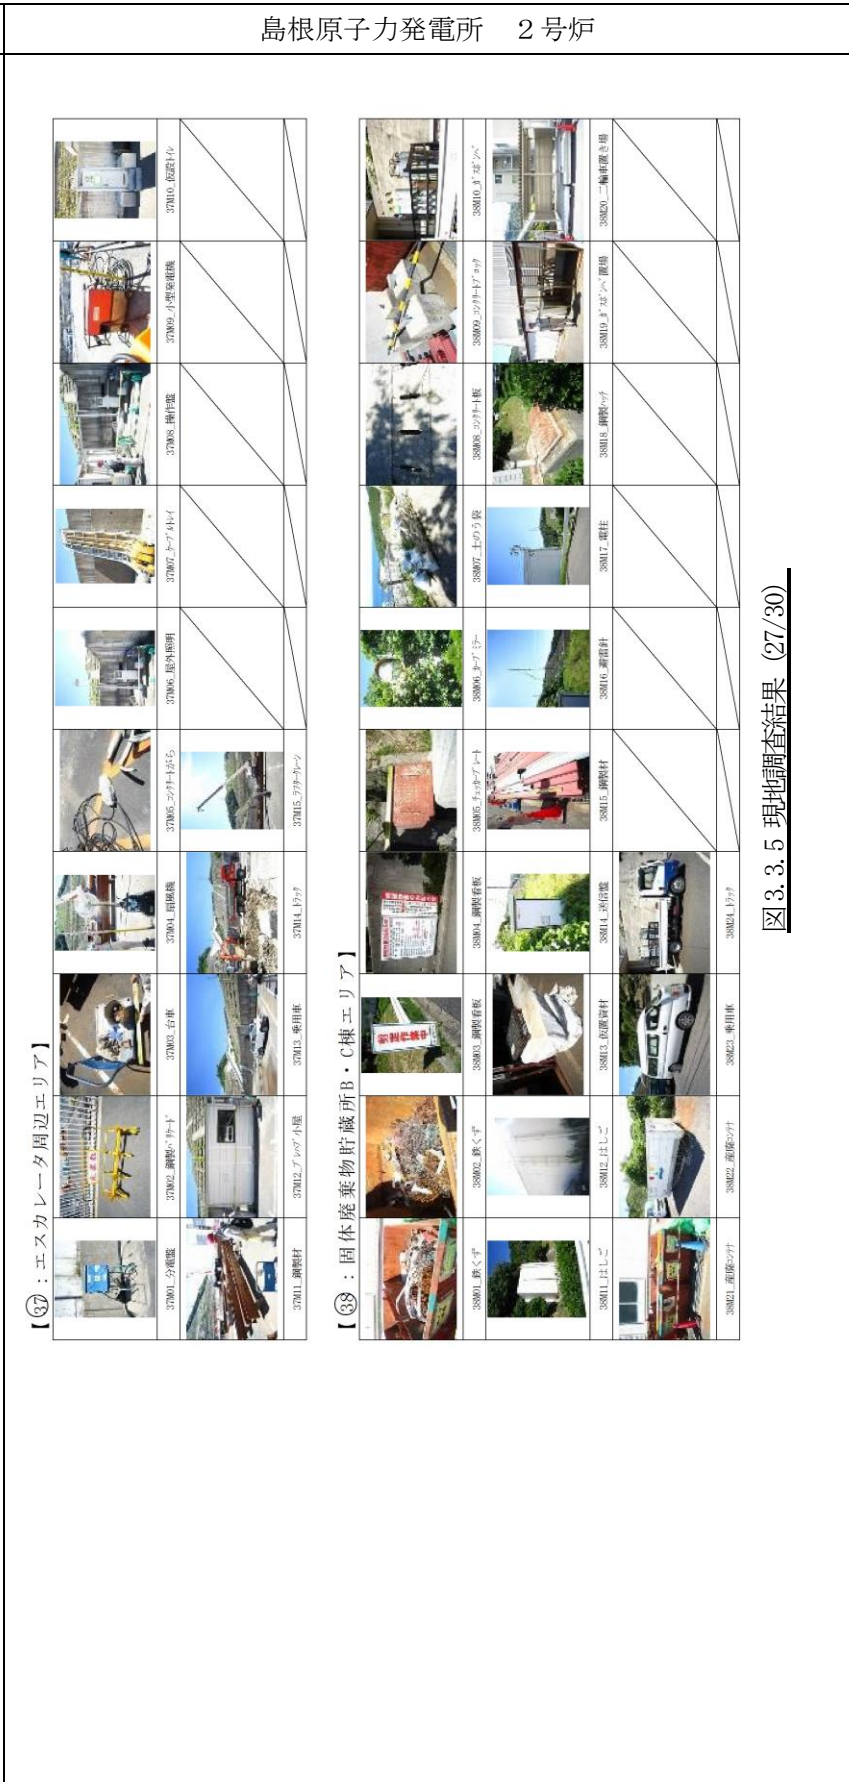 島根原子力発電所　２号炉
【㊲：エスカレータ周辺エリア】
37M01_分電盤
37M02_鋼製ﾊﾞﾘｹｰﾄﾞ
37M03_台車
37M04_扇風機
37M05_ｺﾝｸﾘｰﾄがら
37M06_屋外照明
37M07_ｹｰﾌﾞﾙﾄﾚｲ
37M08_操作盤
37M09_小型発電機
37M10_仮設ﾄｲﾚ
37M11_鋼製材
37M12_ﾌﾟﾚﾊﾌﾞ小屋
37M13_乗用車
37M14_ﾄﾗｯｸ
37M15_ﾗﾌﾀｰｸﾚｰﾝ
【㊳：固体廃棄物貯蔵所B・C棟エリア】
38M01_鉄くず
38M02_鉄くず
38M03_鋼製看板
38M04_鋼製看板
38M05_ﾁｪｯｶｰﾌﾟﾚｰﾄ
38M06_ｶｰﾌﾞﾐﾗｰ
38M07_土のう袋
38M08_ｺﾝｸﾘｰﾄ板
38M09_ｺﾝｸﾘｰﾄﾌﾞﾛｯｸ
38M10_ｶﾞｽﾎﾞﾝﾍﾞ
38M11_はしご
38M12_はしご
38M13_仮置資材
38M14_送信盤
38M15_鋼製材
38M16_避雷針
38M17_電柱
38M18_鋼製ﾊｯﾁ
38M19_ｶﾞｽﾎﾞﾝﾍﾞ置場
38M20_二輪車置き場
38M21_産廃ｺﾝﾃﾅ
38M22_産廃ｺﾝﾃﾅ
38M23_乗用車
38M24_ﾄﾗｯｸ
図3.3.5 現地調査結果 (27/30)